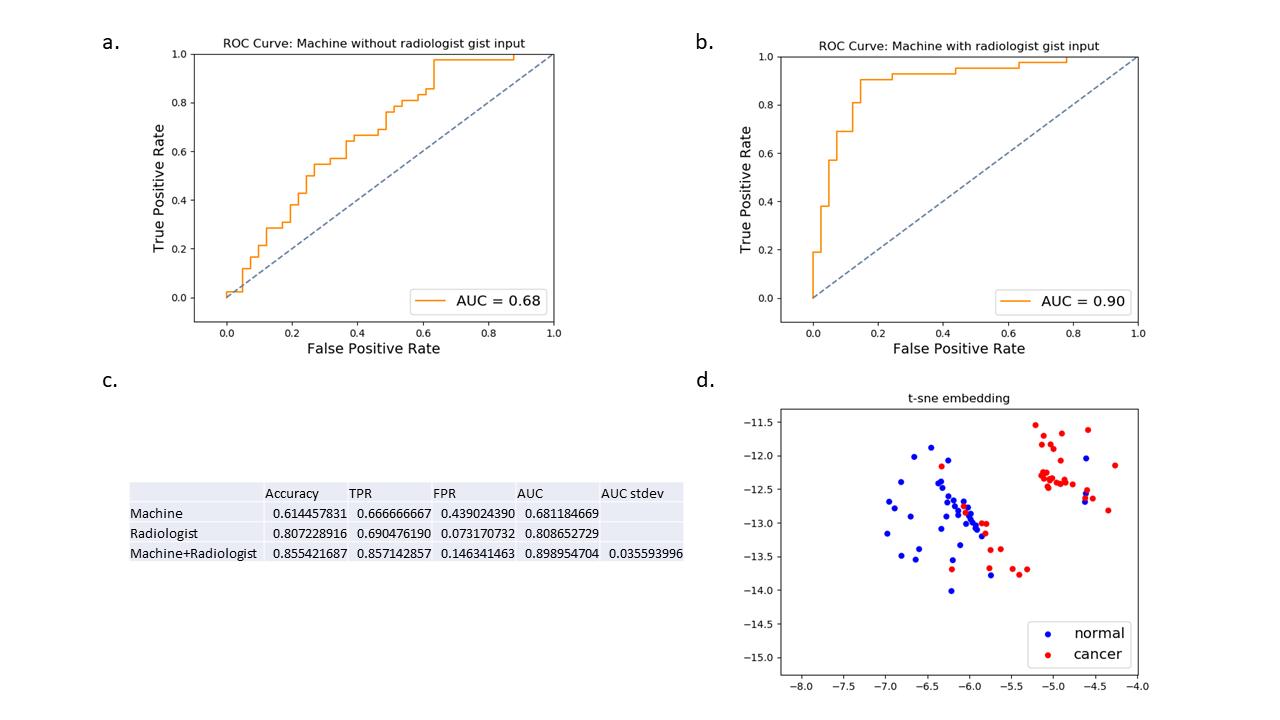 a.
ROC Curve: Machine without radiologist gist input
1.0
0.8
0.6
0.4
0.2
0.0
True Positive Rate
0.0 0.2 0.4 0.6 0.8 1.0
False Positive Rate
AUC = 0.68
b.
ROC Curve: Machine with radiologist gist input
1.0
0.8
0.6
0.4
0.2
0.0
True Positive Rate
0.0 0.2 0.4 0.6 0.8 1.0
False Positive Rate
AUC = 0.90
c.
Accuracy TPR FPR AUC AUC stdev
Machine 0.614457831 0.666666667 0.439024390 0.681184669
Radiologist 0.807228916 0.690476190 0.073170732 0.808652729
Machine+Radiologist 0.855421687 0.857142857 0.146341463 0.898954704 0.035593996
d.
t-sne embedding
−11.5
−12.0
−12.5
−13.0
−13.5
−14.0
−14.5
−15.0
−8.0 −7.5 −7.0 −6.5 −6.0 −5.5 −5.0 −4.5 −4.0
normal
cancer